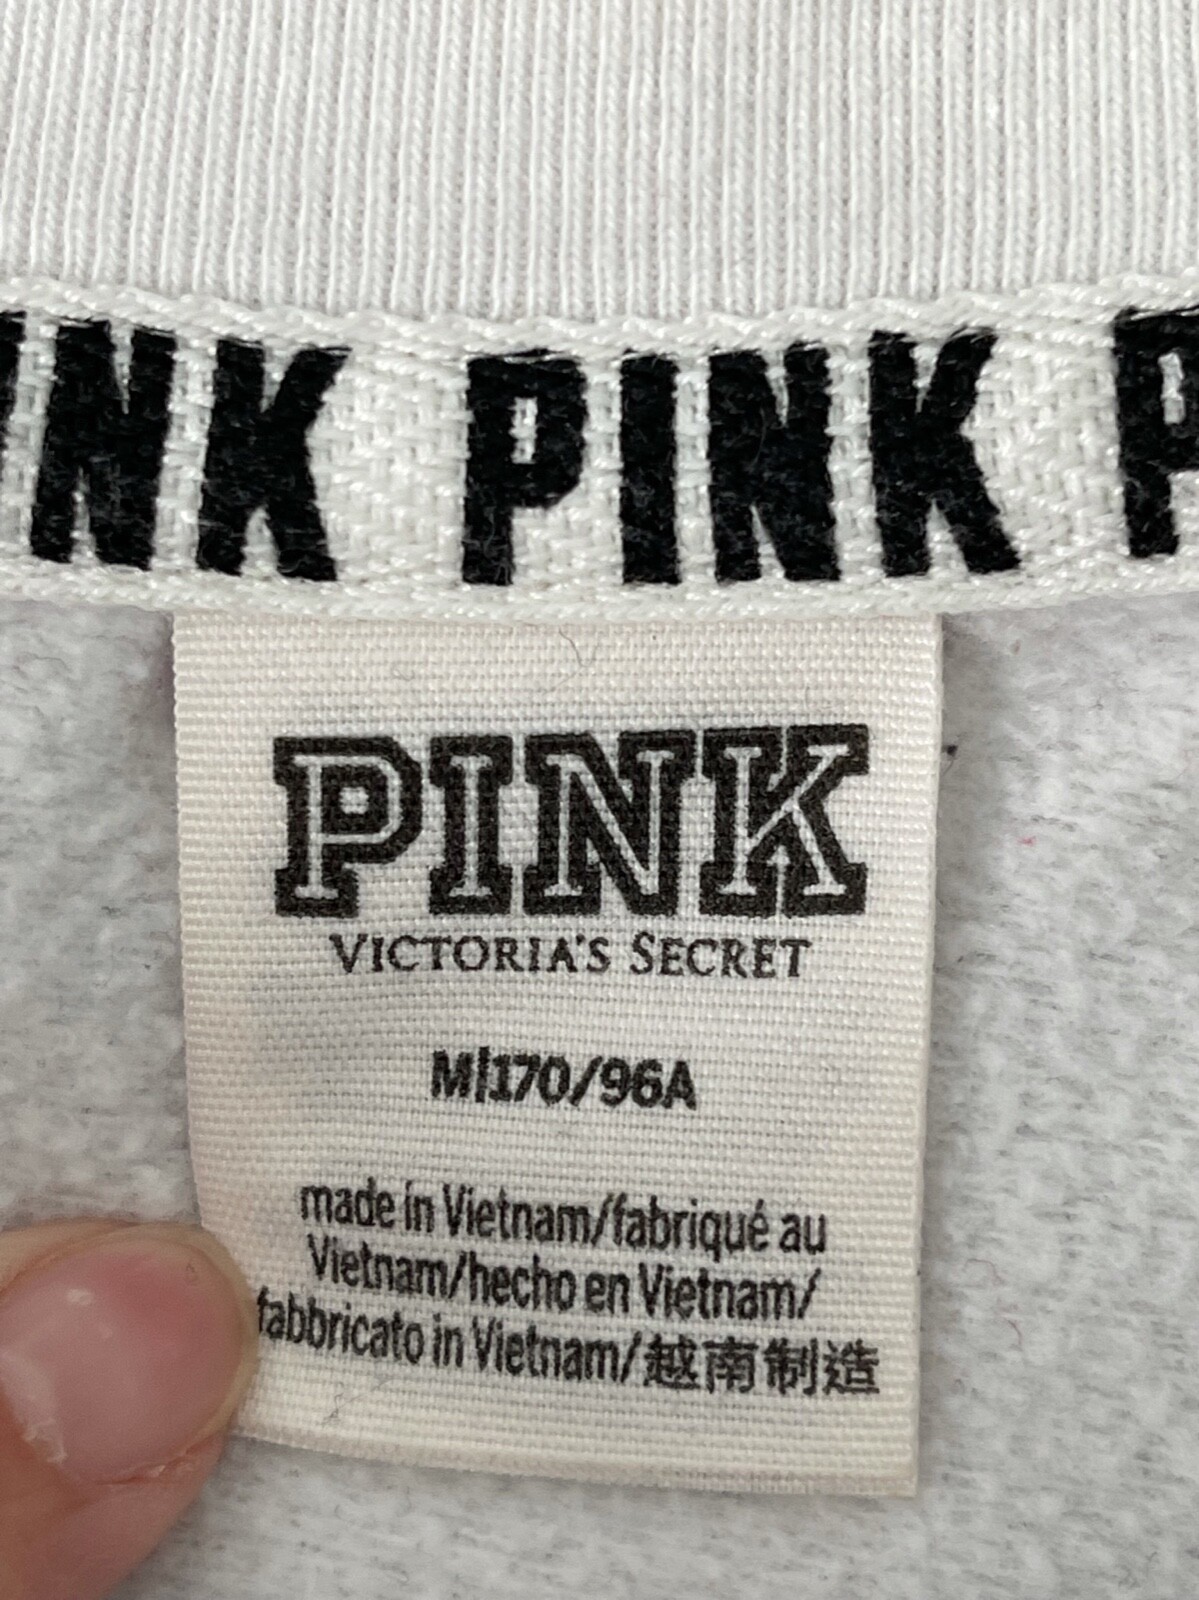 INK PINK P
PINK
VICTORIA'S SECRET
M|170/96A
made in Vietnam/fabriqué au
Vietnam/hecho en Vietnam/
fabbricato in Vietnam/越南制造